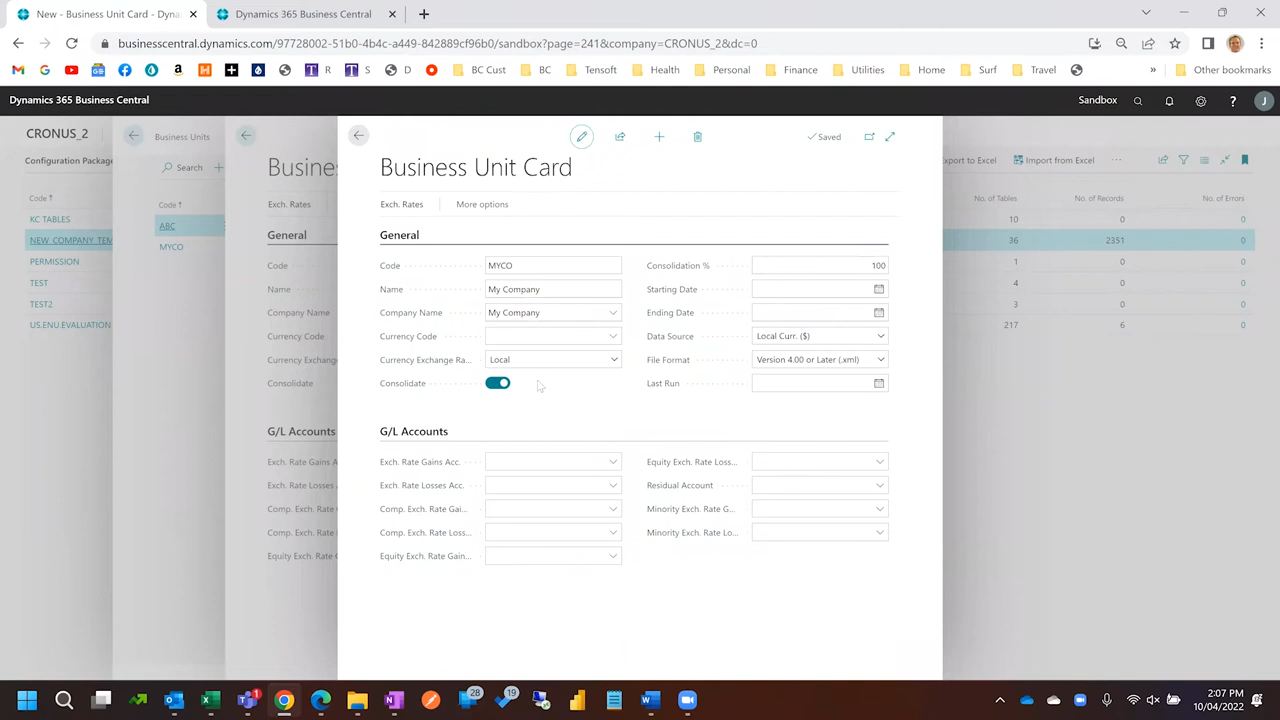 New - Business Unit Card - Dyna
Dynamics 365 Business Central
businesscentral.dynamics.com/97728002-51b0-4b4c-a449-842889cf96b0/sandbox?page=241&company=CRONUS_2&dc=0
R
S
D
BC Cust
BC
Tensoft
Health
Personal
Finance
Utilities
Home
Surf
Travel
»
Other bookmarks
Dynamics 365 Business Central
Sandbox
?
J
CRONUS_2
Configuration Package
Code ↑
KC TABLES
NEW_COMPANY_TEM
PERMISSION
TEST
TEST2
US.ENU.EVALUATION
Business Units
Search
Code ↑
ABC
MYCO
Busines
Exch. Rates
General
Code
Name
Company Name
Currency Code
Currency Exchange
Consolidate
G/L Accounts
Exch. Rate Gains A
Exch. Rate Losses A
Comp. Exch. Rate
Comp. Exch. Rate
Equity Exch. Rate
Saved
Business Unit Card
Exch. Rates
More options
General
Code
MYCO
Name
My Company
Company Name
My Company
Currency Code
Currency Exchange Ra...
Local
Consolidate
Consolidation %
100
Starting Date
Ending Date
Data Source
Local Curr. ($)
File Format
Version 4.00 or Later (.xml)
Last Run
G/L Accounts
Exch. Rate Gains Acc.
Exch. Rate Losses Acc.
Comp. Exch. Rate Gai...
Comp. Exch. Rate Loss...
Equity Exch. Rate Gain...
Equity Exch. Rate Loss...
Residual Account
Minority Exch. Rate G...
Minority Exch. Rate Lo...
Export to Excel
Import from Excel
No. of Tables
No. of Records
No. of Errors
10 0 0
36 2351 0
1 0 0
4 0 0
3 0 0
217 6 0
1
28
19
2:07 PM
10/04/2022